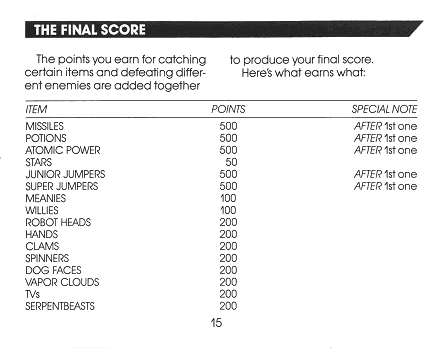 THE FINAL SCORE
The points you earn for catching
certain items and defeating differ-
ent enemies are added together
to produce your final score.
Here's what earns what:
ITEM POINTS SPECIAL NOTE
MISSILES 500 AFTER 1st one
POTIONS 500 AFTER 1st one
ATOMIC POWER 500 AFTER 1st one
STARS 50
JUNIOR JUMPERS 500 AFTER 1st one
SUPER JUMPERS 500 AFTER 1st one
MEANIES 100
WILLIES 100
ROBOT HEADS 200
HANDS 200
CLAMS 200
SPINNERS 200
DOG FACES 200
VAPOR CLOUDS 200
TVs 200
SERPENTBEASTS 200
15